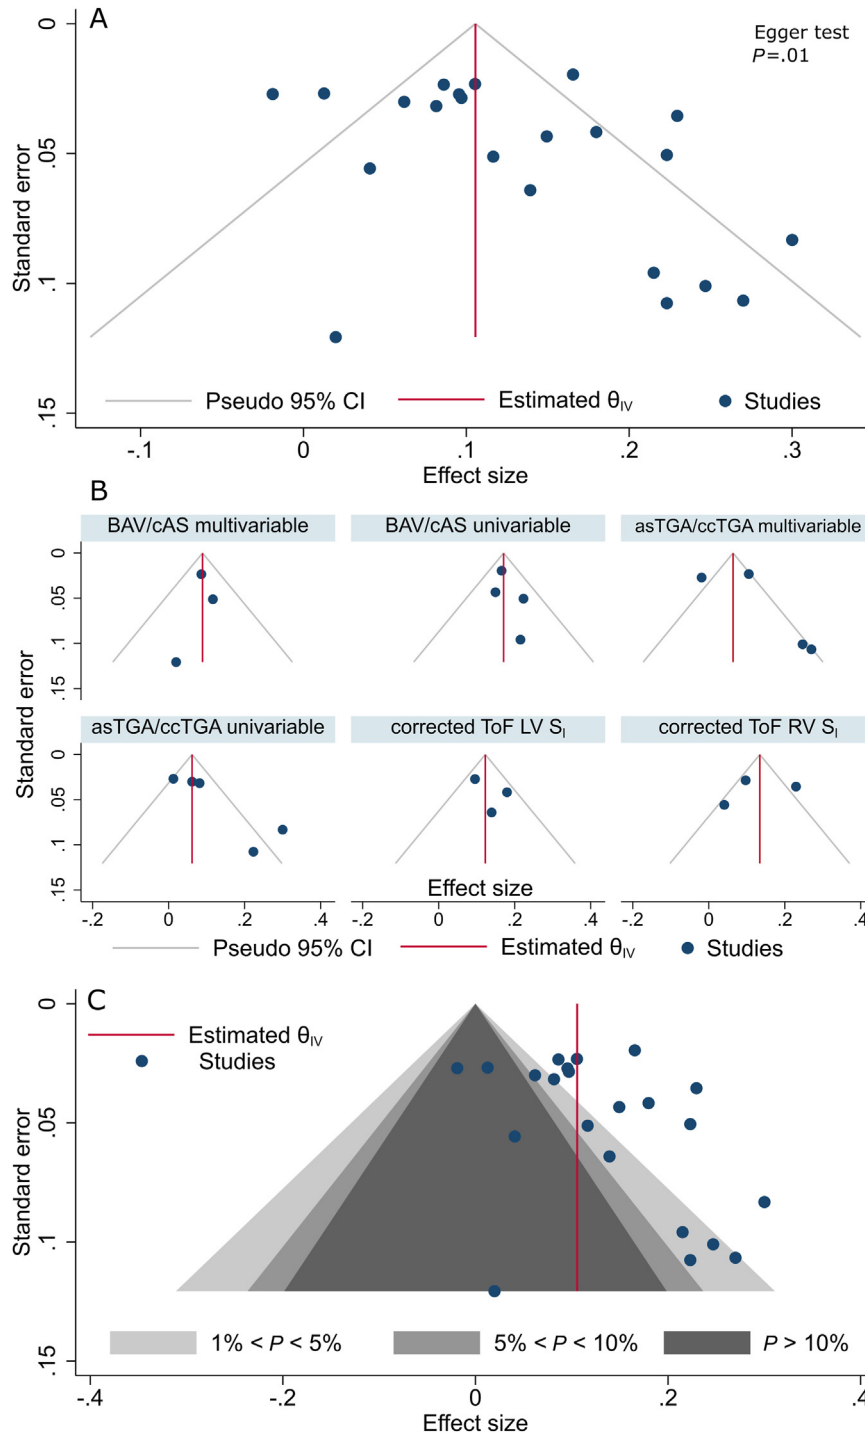 A
Egger test
P=.01
0
.05
.1
.15
Standard error
Pseudo 95% CI
Estimated θIV
Studies
-.1
0
.1
.2
.3
Effect size
B
BAV/cAS multivariable
BAV/cAS univariable
asTGA/ccTGA multivariable
0
.05
.1
.15
Standard error
asTGA/ccTGA univariable
corrected ToF LV SI
corrected ToF RV SI
0
.05
.1
.15
Effect size
-.2
0
.2
.4
-.2
0
.2
.4
-.2
0
.2
.4
Pseudo 95% CI
Estimated θIV
Studies
C
Estimated θIV
Studies
0
.05
.1
.15
Standard error
1% < P < 5%
5% < P < 10%
P > 10%
-.4
-.2
0
.2
.4
Effect size